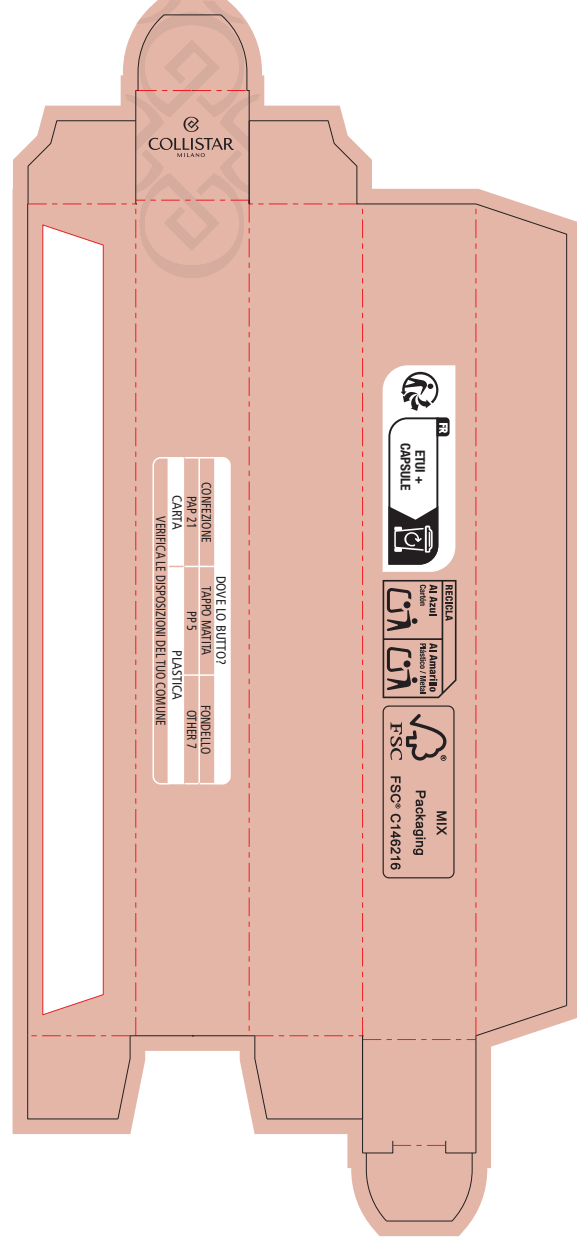 COLLISTAR
MILANO
FR
ETUI +
CAPSULE
RECICLA
Al Azul
Cartón
Al Amarillo
Plástico / Metal
FSC
®
MIX
Packaging
FSC® C146216
DOVE LO BUTTO?
CONFEZIONE TAPPO MATITA FONDELLO
PAP 21 PP 5 OTHER 7
CARTA PLASTICA
VERIFICA LE DISPOSIZIONI DEL TUO COMUNE